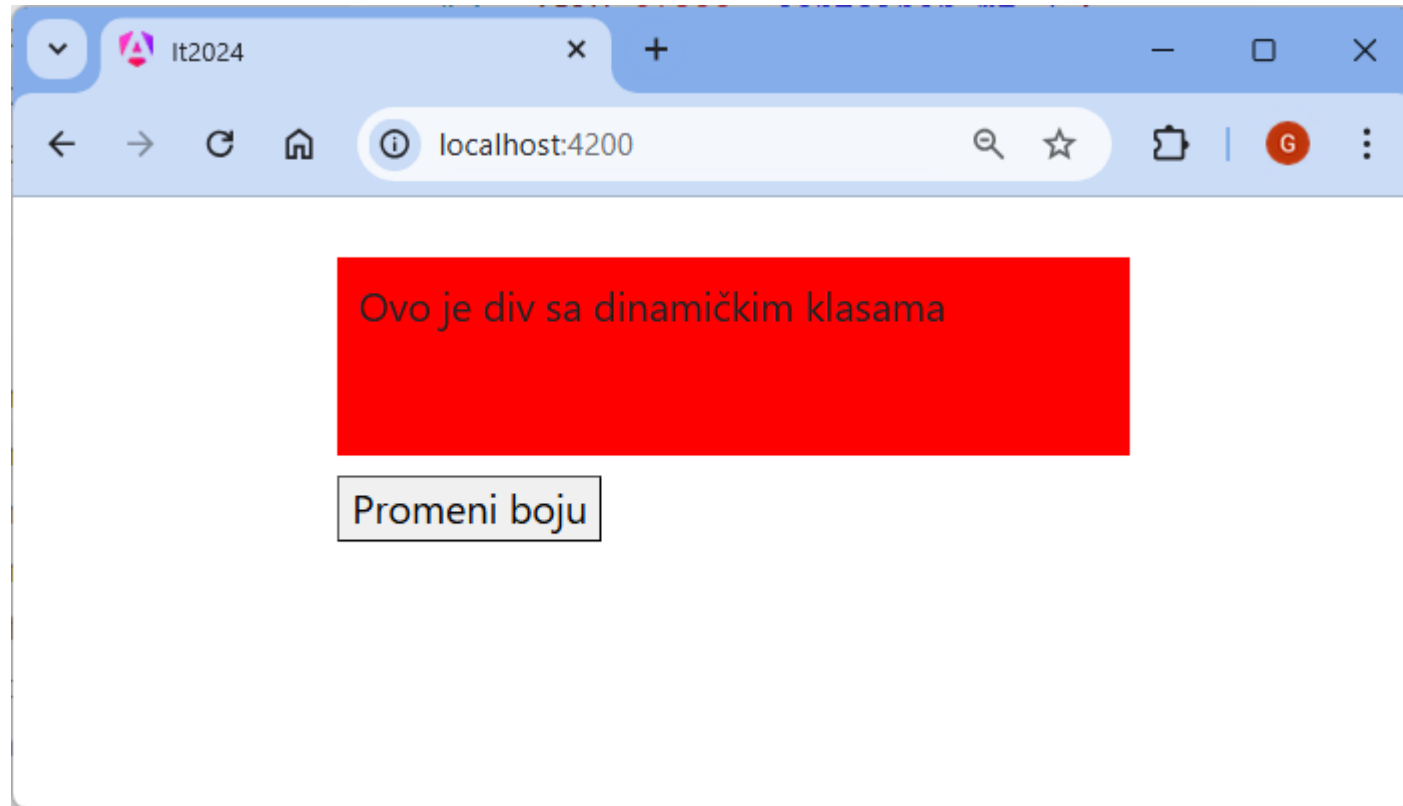 It2024
localhost:4200
G
Ovo je div sa dinamičkim klasama
Promeni boju